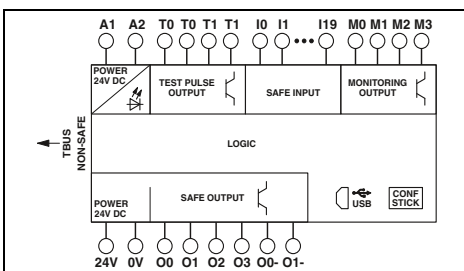 A1 A2 T0 T0 T1 T1 I0 I1 ••• I19 M0 M1 M2 M3
POWER
24V DC
TEST PULSE
OUTPUT
SAFE INPUT
MONITORING
OUTPUT
TBUS
NON-SAFE
LOGIC
POWER
24V DC
SAFE OUTPUT
USB
CONF
STICK
24V 0V O0 O1 O2 O3 O0- O1-